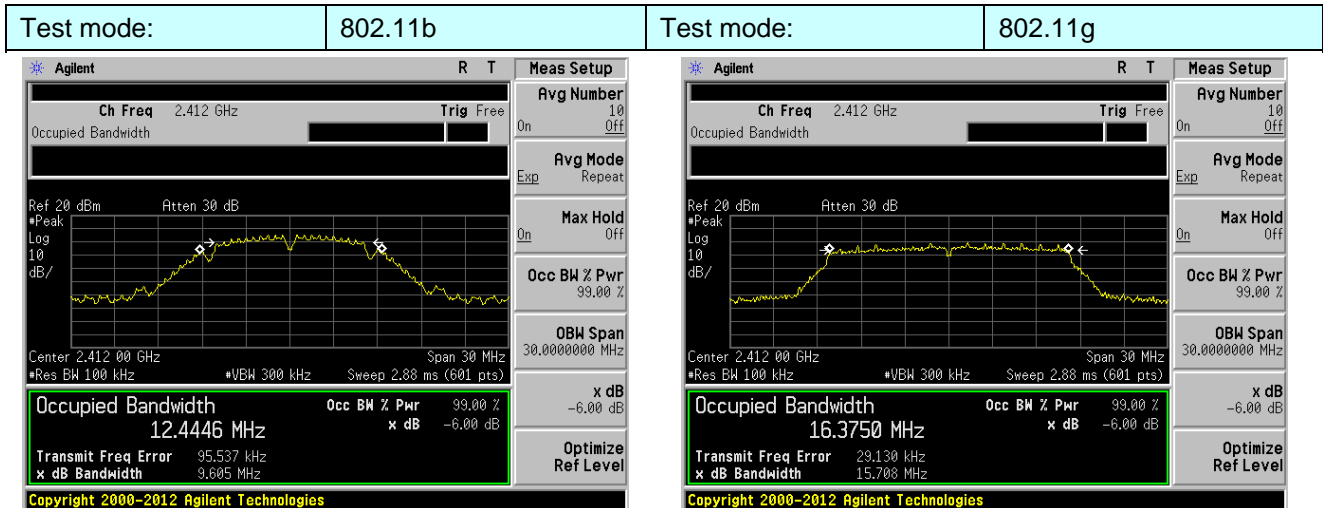 Test mode: 802.11b Test mode: 802.11g
Agilent R T Meas Setup
Ch Freq 2.412 GHz Trig Free
Occupied Bandwidth
Avg Number
10
On Off
Avg Mode
Exp Repeat
Ref 20 dBm Atten 30 dB
#Peak
Log
10
dB/
Max Hold
On Off
Occ BW % Pwr
99.00 %
OBW Span
30.0000000 MHz
Center 2.412 00 GHz Span 30 MHz
#Res BW 100 kHz #VBW 300 kHz Sweep 2.88 ms (601 pts)
Occupied Bandwidth Occ BW % Pwr 99.00 %
12.4446 MHz x dB -6.00 dB
Transmit Freq Error 95.537 kHz
x dB Bandwidth 9.605 MHz
x dB
-6.00 dB
Optimize
Ref Level
Copyright 2000-2012 Agilent Technologies
Agilent R T Meas Setup
Ch Freq 2.412 GHz Trig Free
Occupied Bandwidth
Avg Number
10
On Off
Avg Mode
Exp Repeat
Ref 20 dBm Atten 30 dB
#Peak
Log
10
dB/
Max Hold
On Off
Occ BW % Pwr
99.00 %
OBW Span
30.0000000 MHz
Center 2.412 00 GHz Span 30 MHz
#Res BW 100 kHz #VBW 300 kHz Sweep 2.88 ms (601 pts)
Occupied Bandwidth Occ BW % Pwr 99.00 %
16.3750 MHz x dB -6.00 dB
Transmit Freq Error 29.130 kHz
x dB Bandwidth 15.708 MHz
x dB
-6.00 dB
Optimize
Ref Level
Copyright 2000-2012 Agilent Technologies